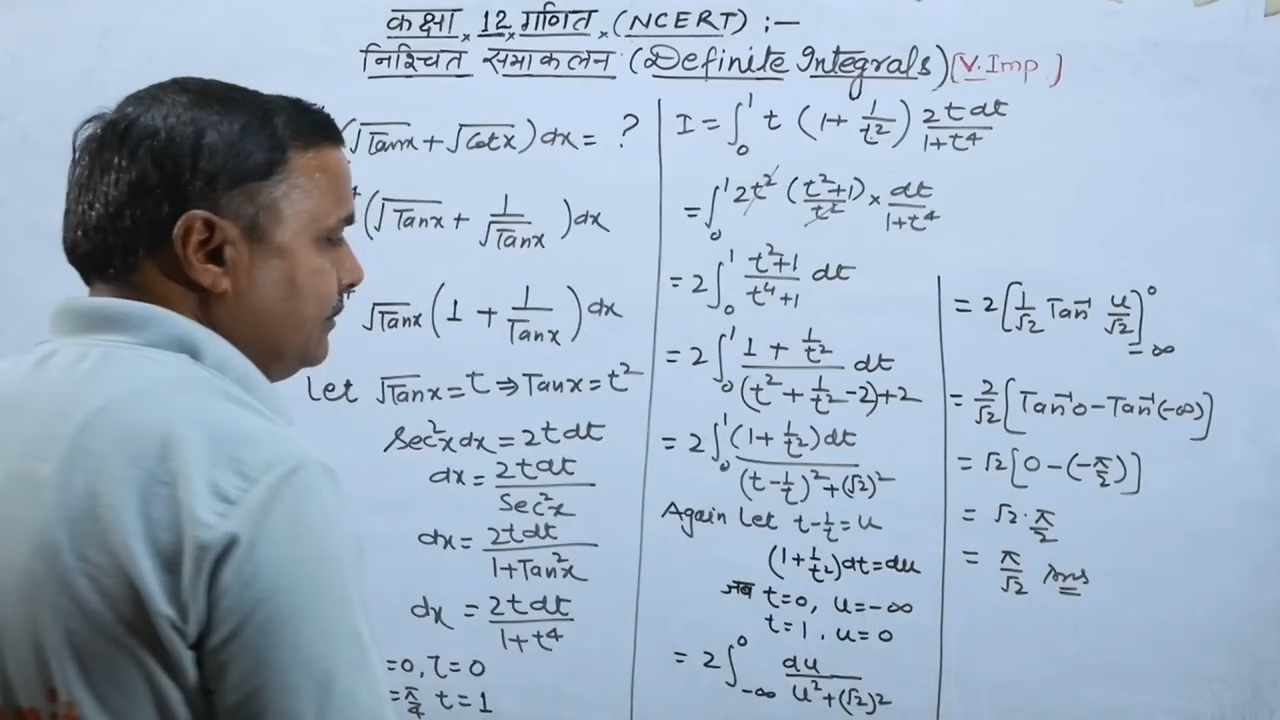 कक्षा × 12 × गणित × (NCERT) :—
निश्चित समाकलन (Definite Integrals) (V. Imp.)
(√Tanx + √Cotx) dx = ?
(√Tanx + 1/√Tanx) dx
√Tanx (1 + 1/Tanx) dx
Let √Tanx = t ⇒ Tanx = t²
Sec²x dx = 2t dt
dx = 2t dt / Sec²x
dx = 2t dt / 1+Tan²x
dx = 2t dt / 1+t⁴
=0, t=0
=π/4 t=1
I = ∫₀¹ t (1 + 1/t²) 2t dt / 1+t⁴
= ∫₀¹ 2t² (t²+1)/t² × dt / 1+t⁴
= 2∫₀¹ t²+1 / t⁴+1 dt
= 2∫₀¹ 1 + 1/t² / (t² + 1/t² -2)+2 dt
= 2∫₀¹ (1+1/t²) dt / (t - 1/t)² + (√2)²
Again Let t - 1/t = u
(1+1/t²) dt = du
जब t=0, u=-∞
t=1, u=0
= 2∫₋∞⁰ du / u²+(√2)²
= 2[1/√2 Tan⁻¹ u/√2]⁰₌₋∞
= 2/√2 [Tan⁻¹0 - Tan⁻¹(-∞)]
= √2 [0 - (-π/2)]
= √2 · π/2
= π/√2 Ans